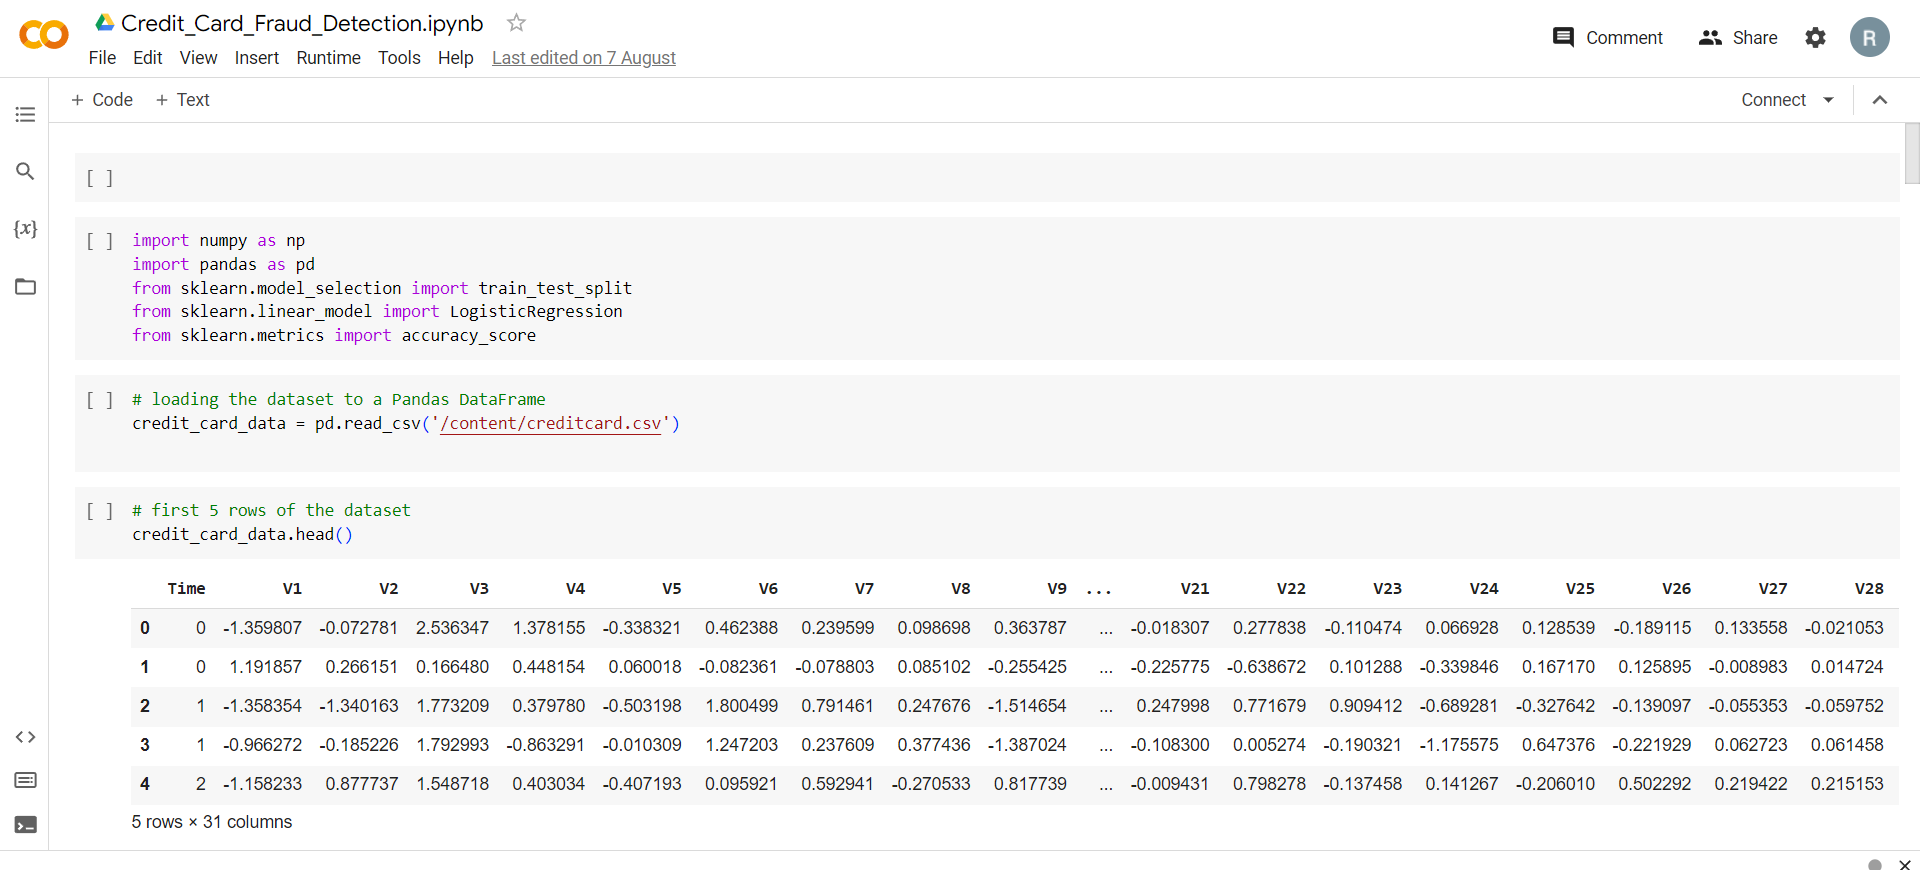 Credit_Card_Fraud_Detection.ipynb
File Edit View Insert Runtime Tools Help Last edited on 7 August
Comment Share R
+ Code + Text Connect
{x}
[ ]
[ ] import numpy as np
import pandas as pd
from sklearn.model_selection import train_test_split
from sklearn.linear_model import LogisticRegression
from sklearn.metrics import accuracy_score
[ ] # loading the dataset to a Pandas DataFrame
credit_card_data = pd.read_csv('/content/creditcard.csv')
[ ] # first 5 rows of the dataset
credit_card_data.head()
Time V1 V2 V3 V4 V5 V6 V7 V8 V9 ... V21 V22 V23 V24 V25 V26 V27 V28
0 0 -1.359807 -0.072781 2.536347 1.378155 -0.338321 0.462388 0.239599 0.098698 0.363787 ... -0.018307 0.277838 -0.110474 0.066928 0.128539 -0.189115 0.133558 -0.021053
1 0 1.191857 0.266151 0.166480 0.448154 0.060018 -0.082361 -0.078803 0.085102 -0.255425 ... -0.225775 -0.638672 0.101288 -0.339846 0.167170 0.125895 -0.008983 0.014724
2 1 -1.358354 -1.340163 1.773209 0.379780 -0.503198 1.800499 0.791461 0.247676 -1.514654 ... 0.247998 0.771679 0.909412 -0.689281 -0.327642 -0.139097 -0.055353 -0.059752
3 1 -0.966272 -0.185226 1.792993 -0.863291 -0.010309 1.247203 0.237609 0.377436 -1.387024 ... -0.108300 0.005274 -0.190321 -1.175575 0.647376 -0.221929 0.062723 0.061458
4 2 -1.158233 0.877737 1.548718 0.403034 -0.407193 0.095921 0.592941 -0.270533 0.817739 ... -0.009431 0.798278 -0.137458 0.141267 -0.206010 0.502292 0.219422 0.215153
5 rows × 31 columns